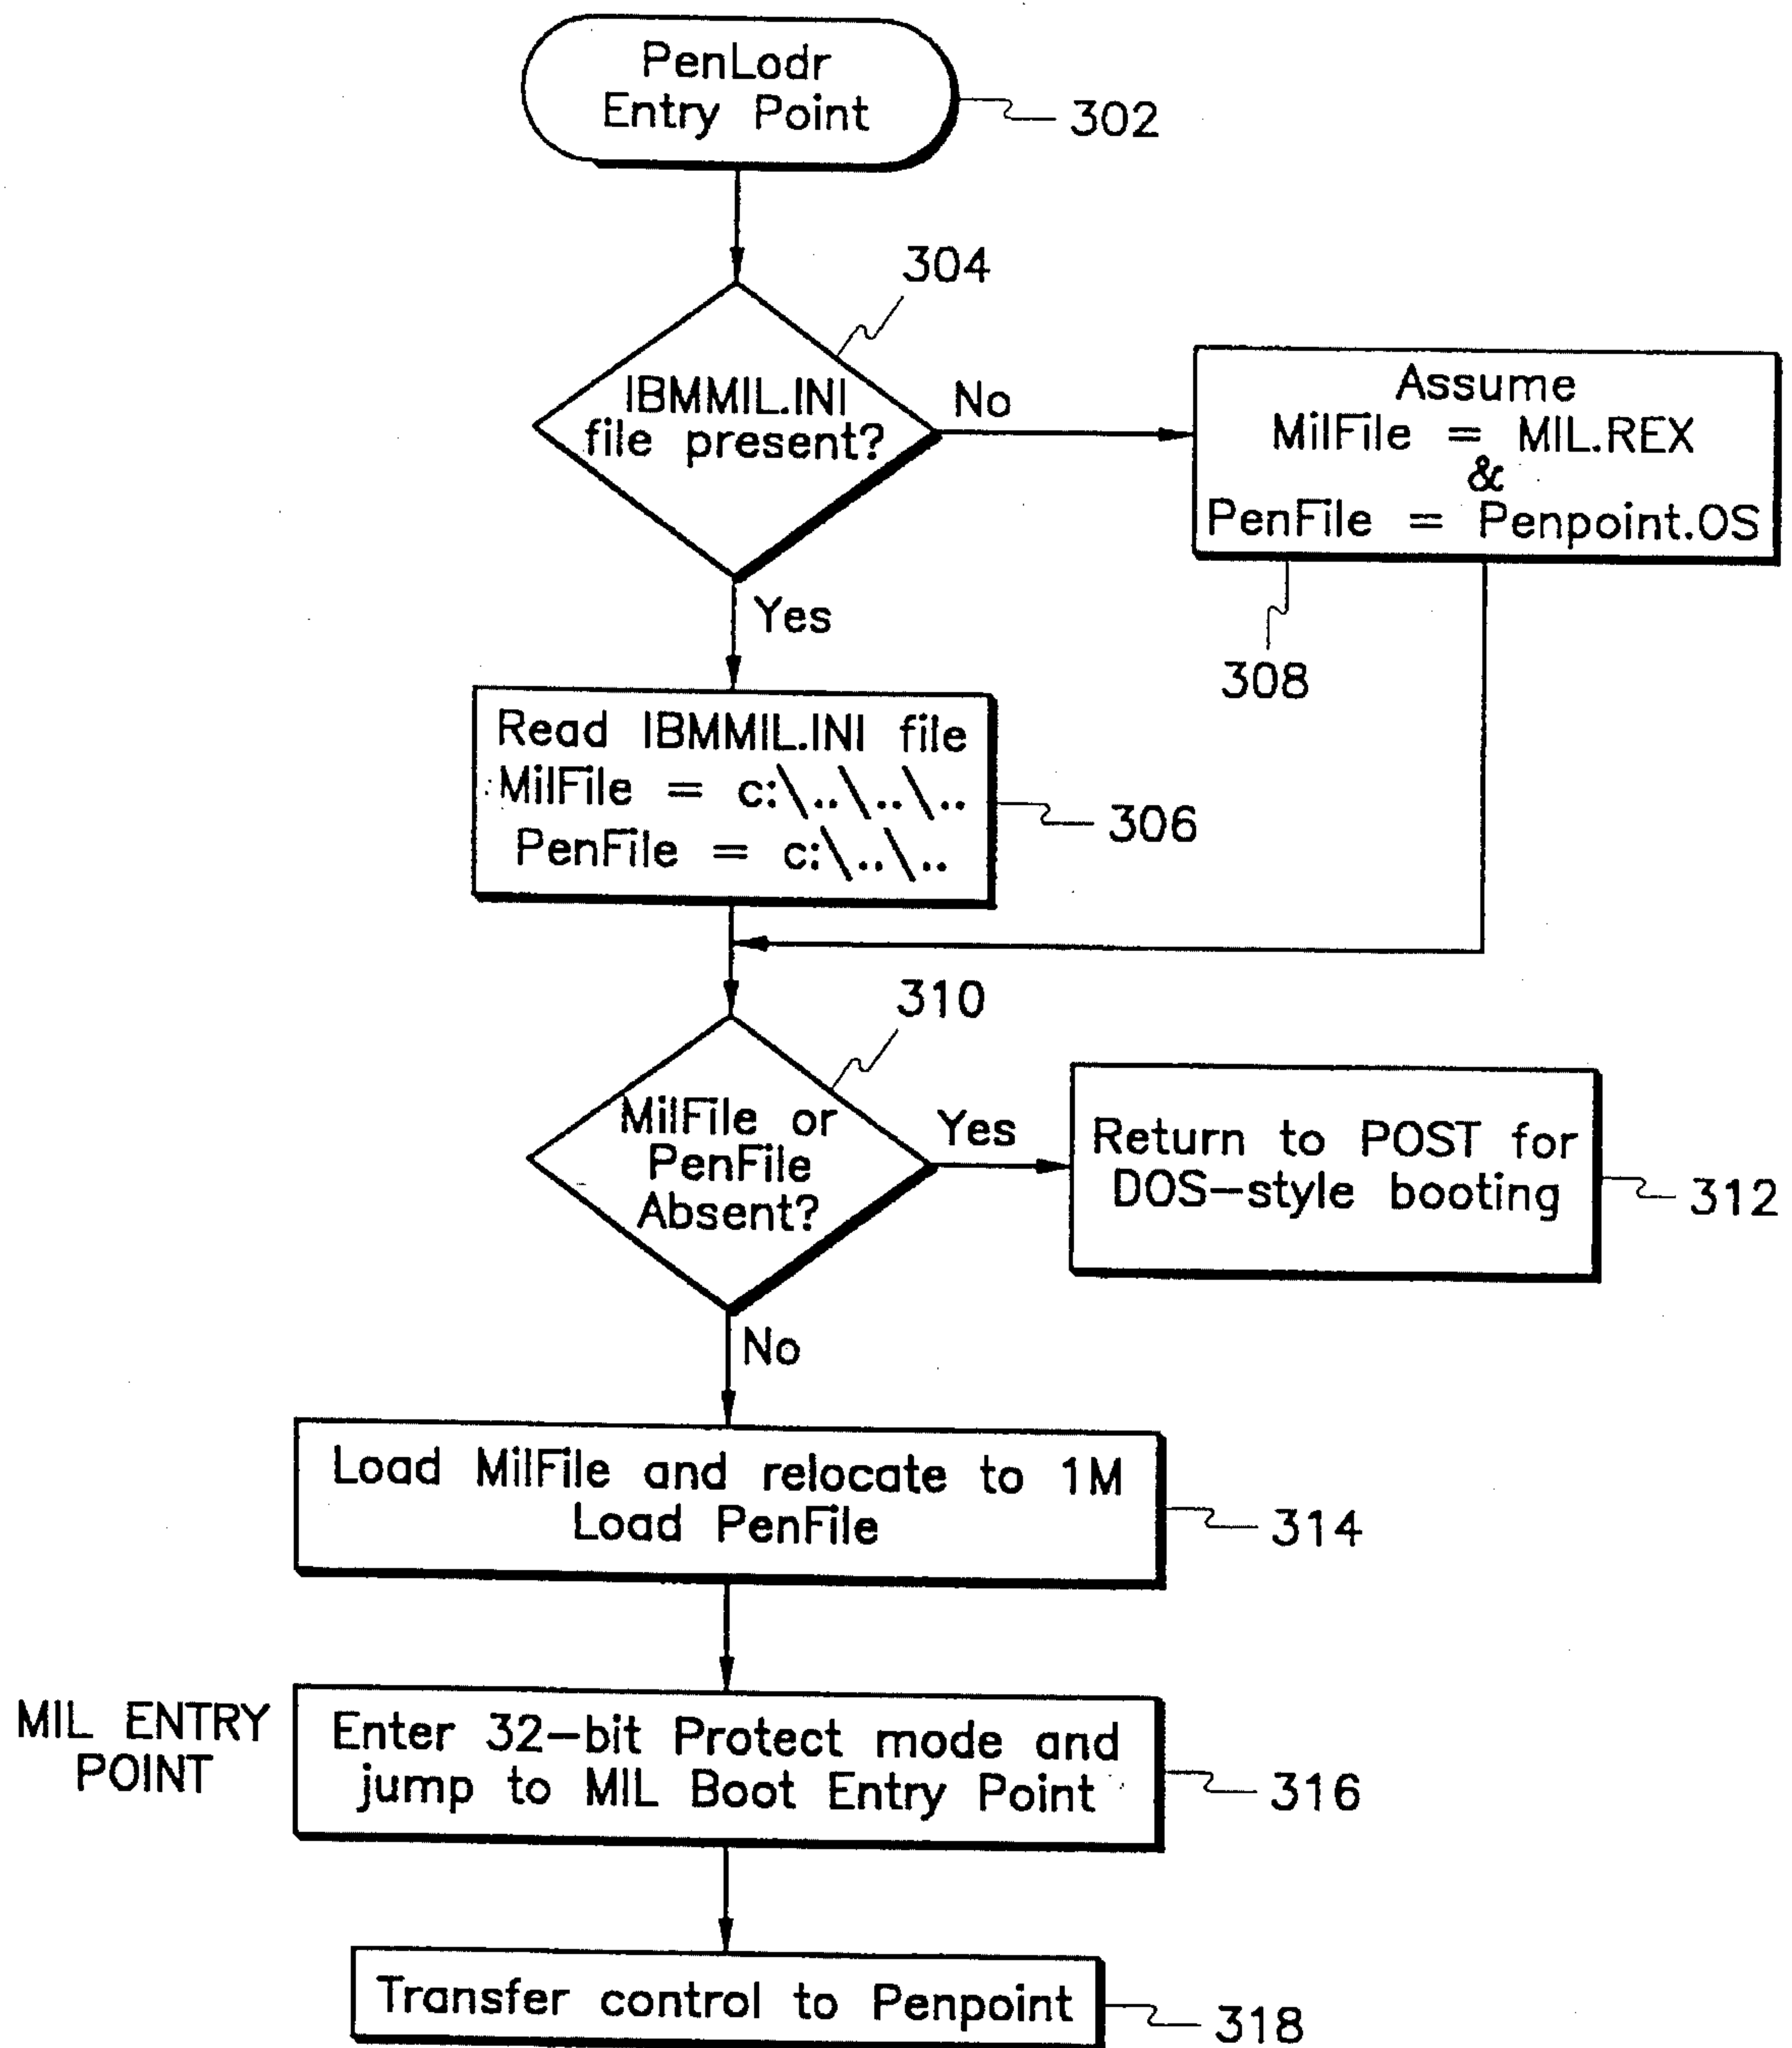 PenLodr
Entry Point
302
304
IBMMIL.INI
file present?
No
Assume
MilFile = MIL.REX
&
PenFile = Penpoint.OS
308
Yes
Read IBMMIL.INI file
MilFile = c:\..\..\..
PenFile = c:\..\..
306
310
MilFile or
PenFile
Absent?
Yes
Return to POST for
DOS-style booting
312
No
Load MilFile and relocate to 1M
Load PenFile
314
MIL ENTRY
POINT
Enter 32-bit Protect mode and
jump to MIL Boot Entry Point
316
Transfer control to Penpoint
318